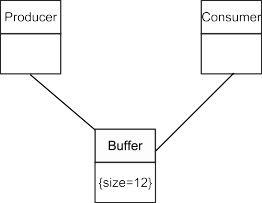 Producer
Consumer
Buffer
{size=12}